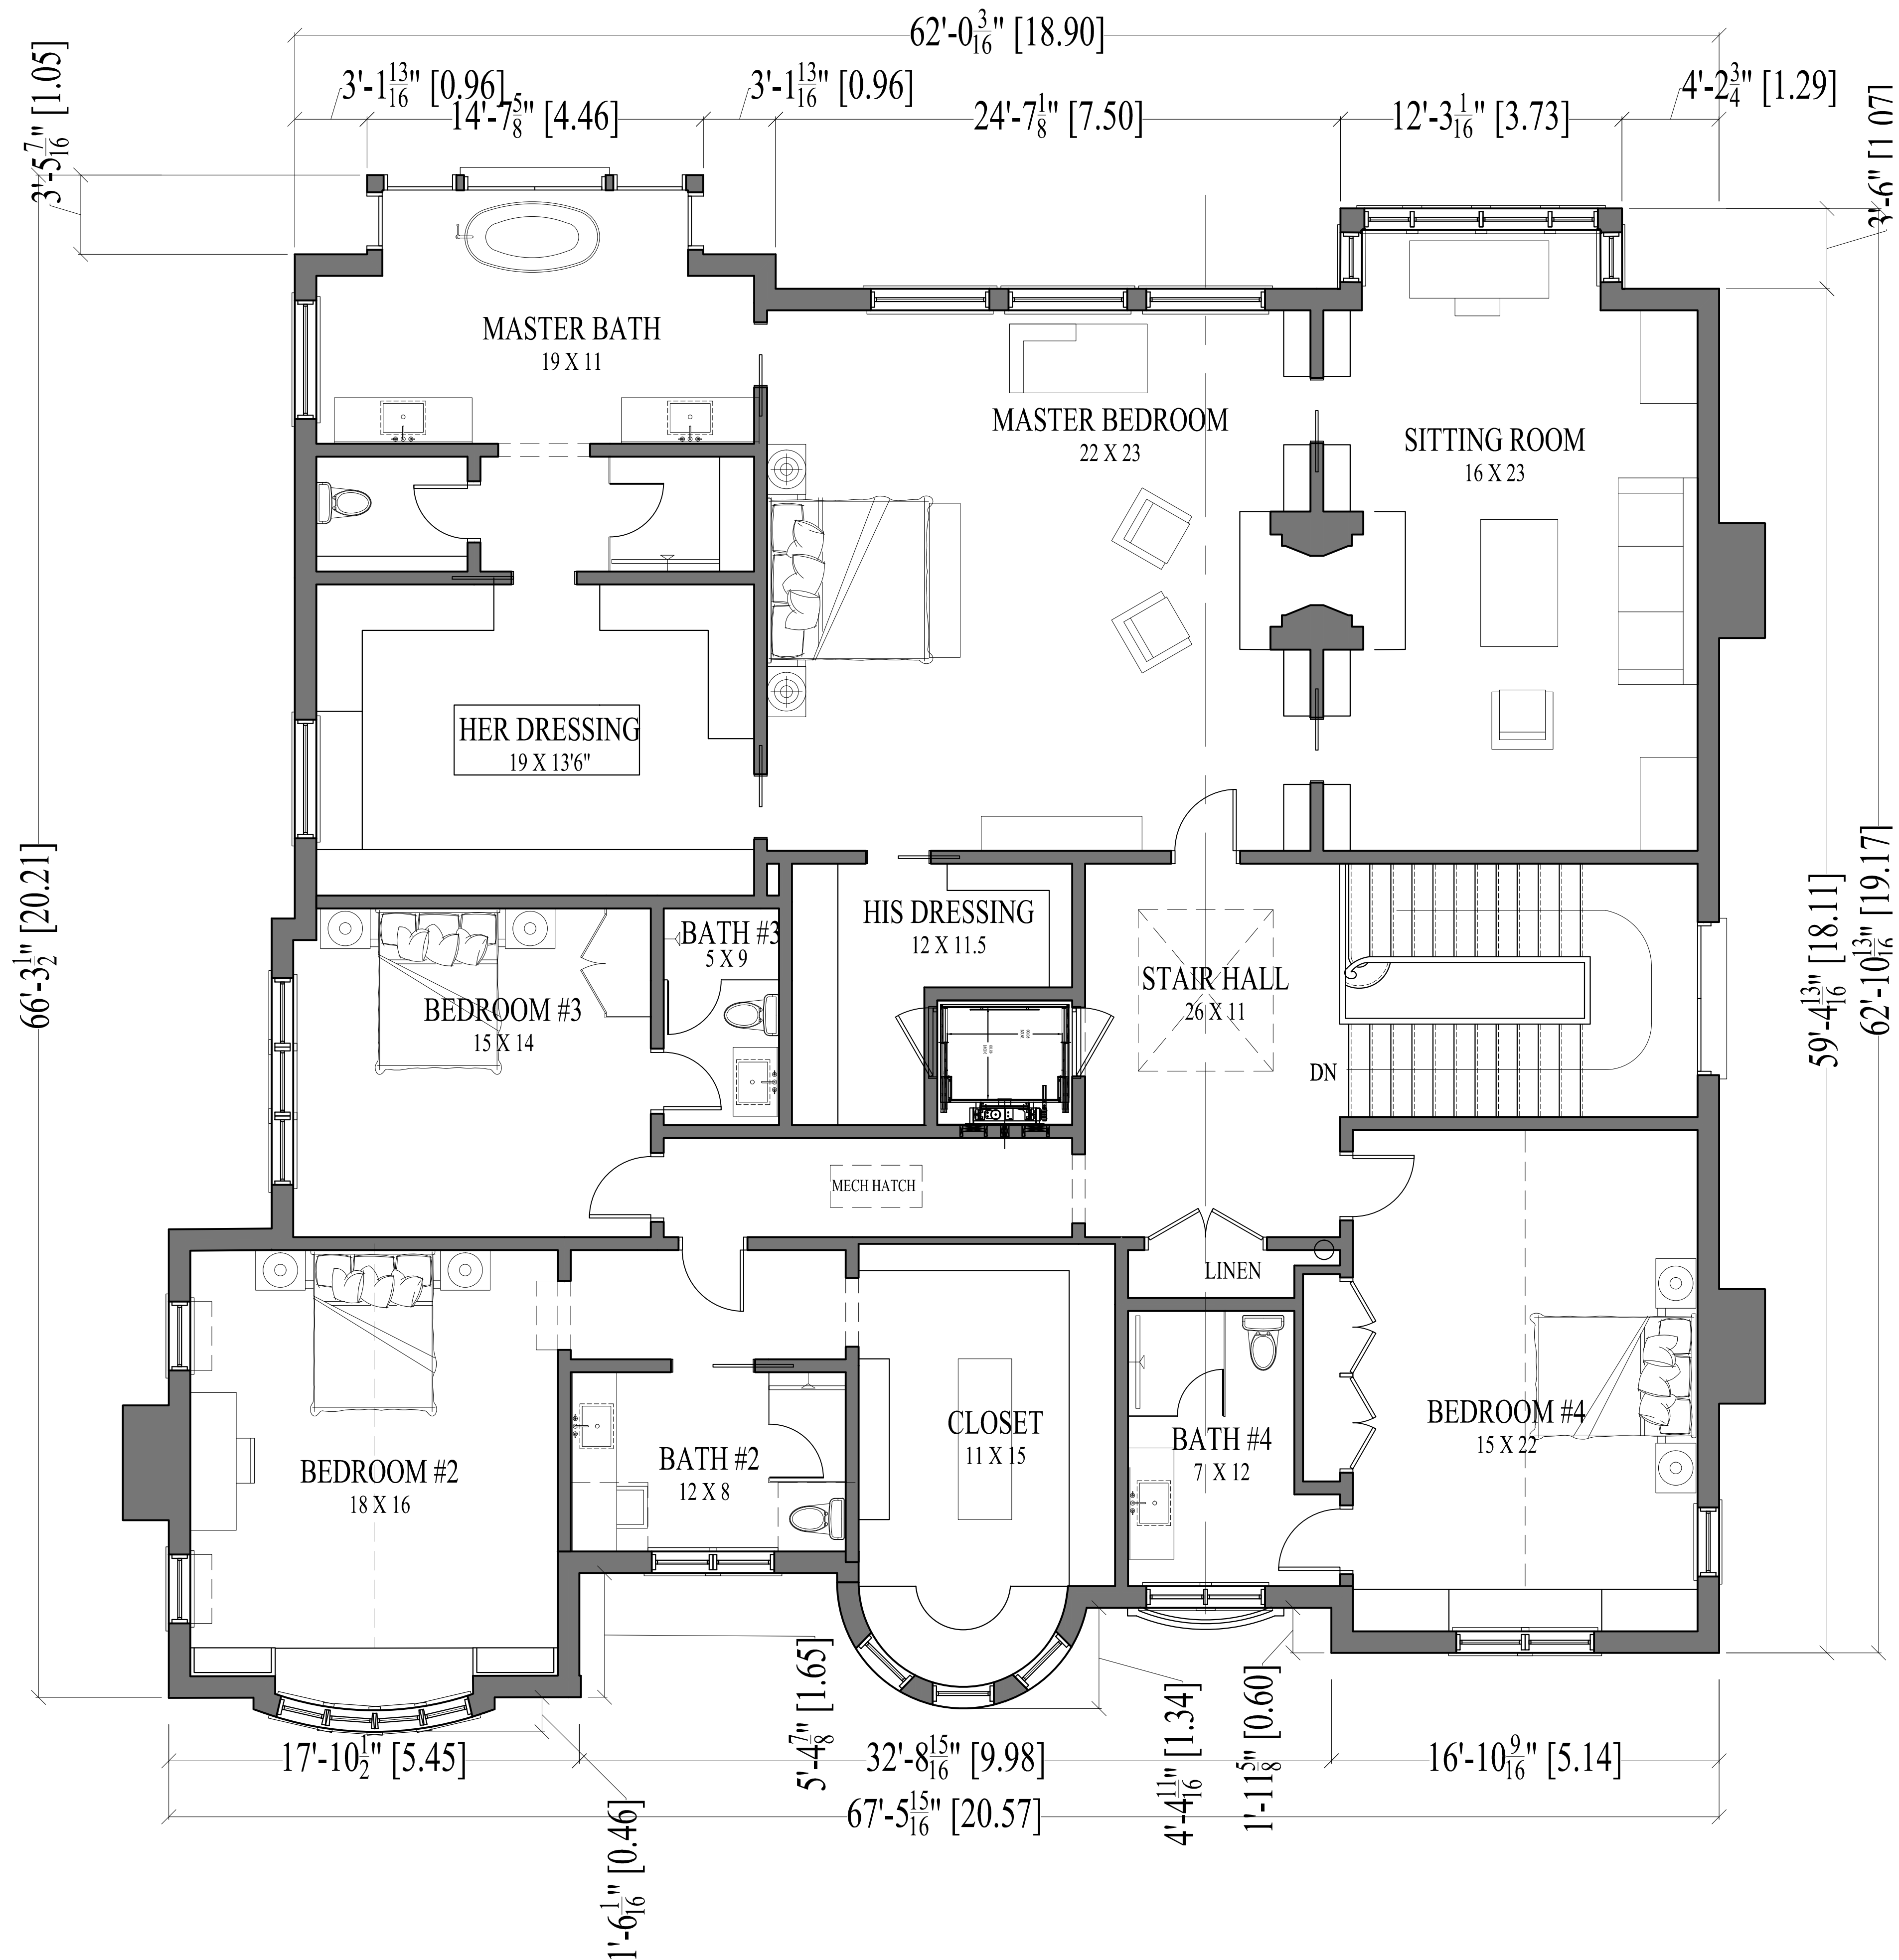 62'-0 3/16" [18.90]
3'-1 13/16" [0.96]
3'-1 13/16" [0.96]
4'-2 3/4" [1.29]
14'-7 5/8" [4.46]
24'-7 1/8" [7.50]
12'-3 1/16" [3.73]
3'-5 7/16" [1.05]
3'-6" [1.07]
MASTER BATH
19 X 11
MASTER BEDROOM
22 X 23
SITTING ROOM
16 X 23
HER DRESSING
19 X 13'6"
66'-3 1/2" [20.21]
59'-4 13/16" [18.11]
62'-10 13/16" [19.17]
HIS DRESSING
12 X 11.5
BATH #3
5 X 9
BEDROOM #3
15 X 14
STAIR HALL
26 X 11
DN
MECH HATCH
LINEN
BEDROOM #2
18 X 16
BATH #2
12 X 8
CLOSET
11 X 15
BATH #4
7 X 12
BEDROOM #4
15 X 22
5'-4 7/8" [1.65]
4'-4 11/16" [1.34]
1'-11 5/8" [0.60]
17'-10 1/2" [5.45]
32'-8 15/16" [9.98]
16'-10 9/16" [5.14]
67'-5 15/16" [20.57]
1'-6 1/16" [0.46]